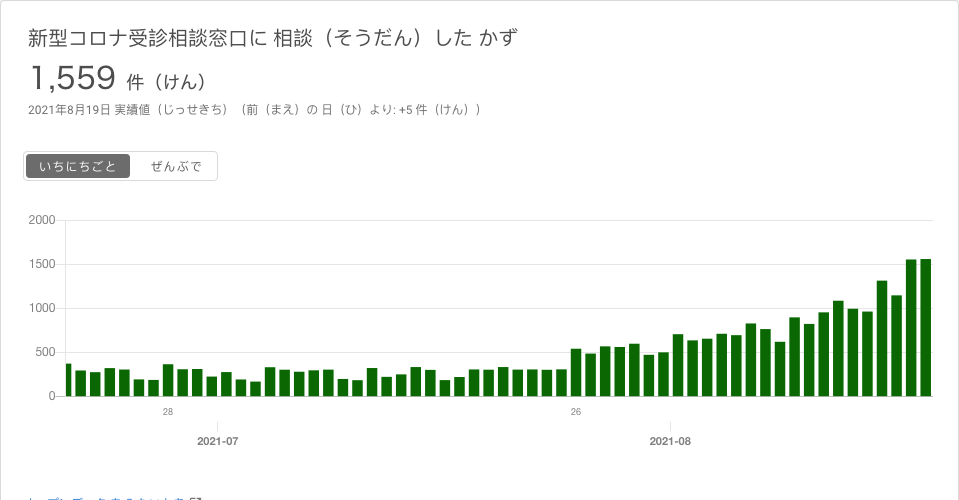 新型コロナ受診相談窓口に 相談（そうだん）した かず
1,559 件（けん）
2021年8月19日 実績値（じっせきち）（前（まえ）の 日（ひ）より: +5 件（けん））
いちにちごと ぜんぶで
2000
1500
1000
500
0
28 26
2021-07 2021-08